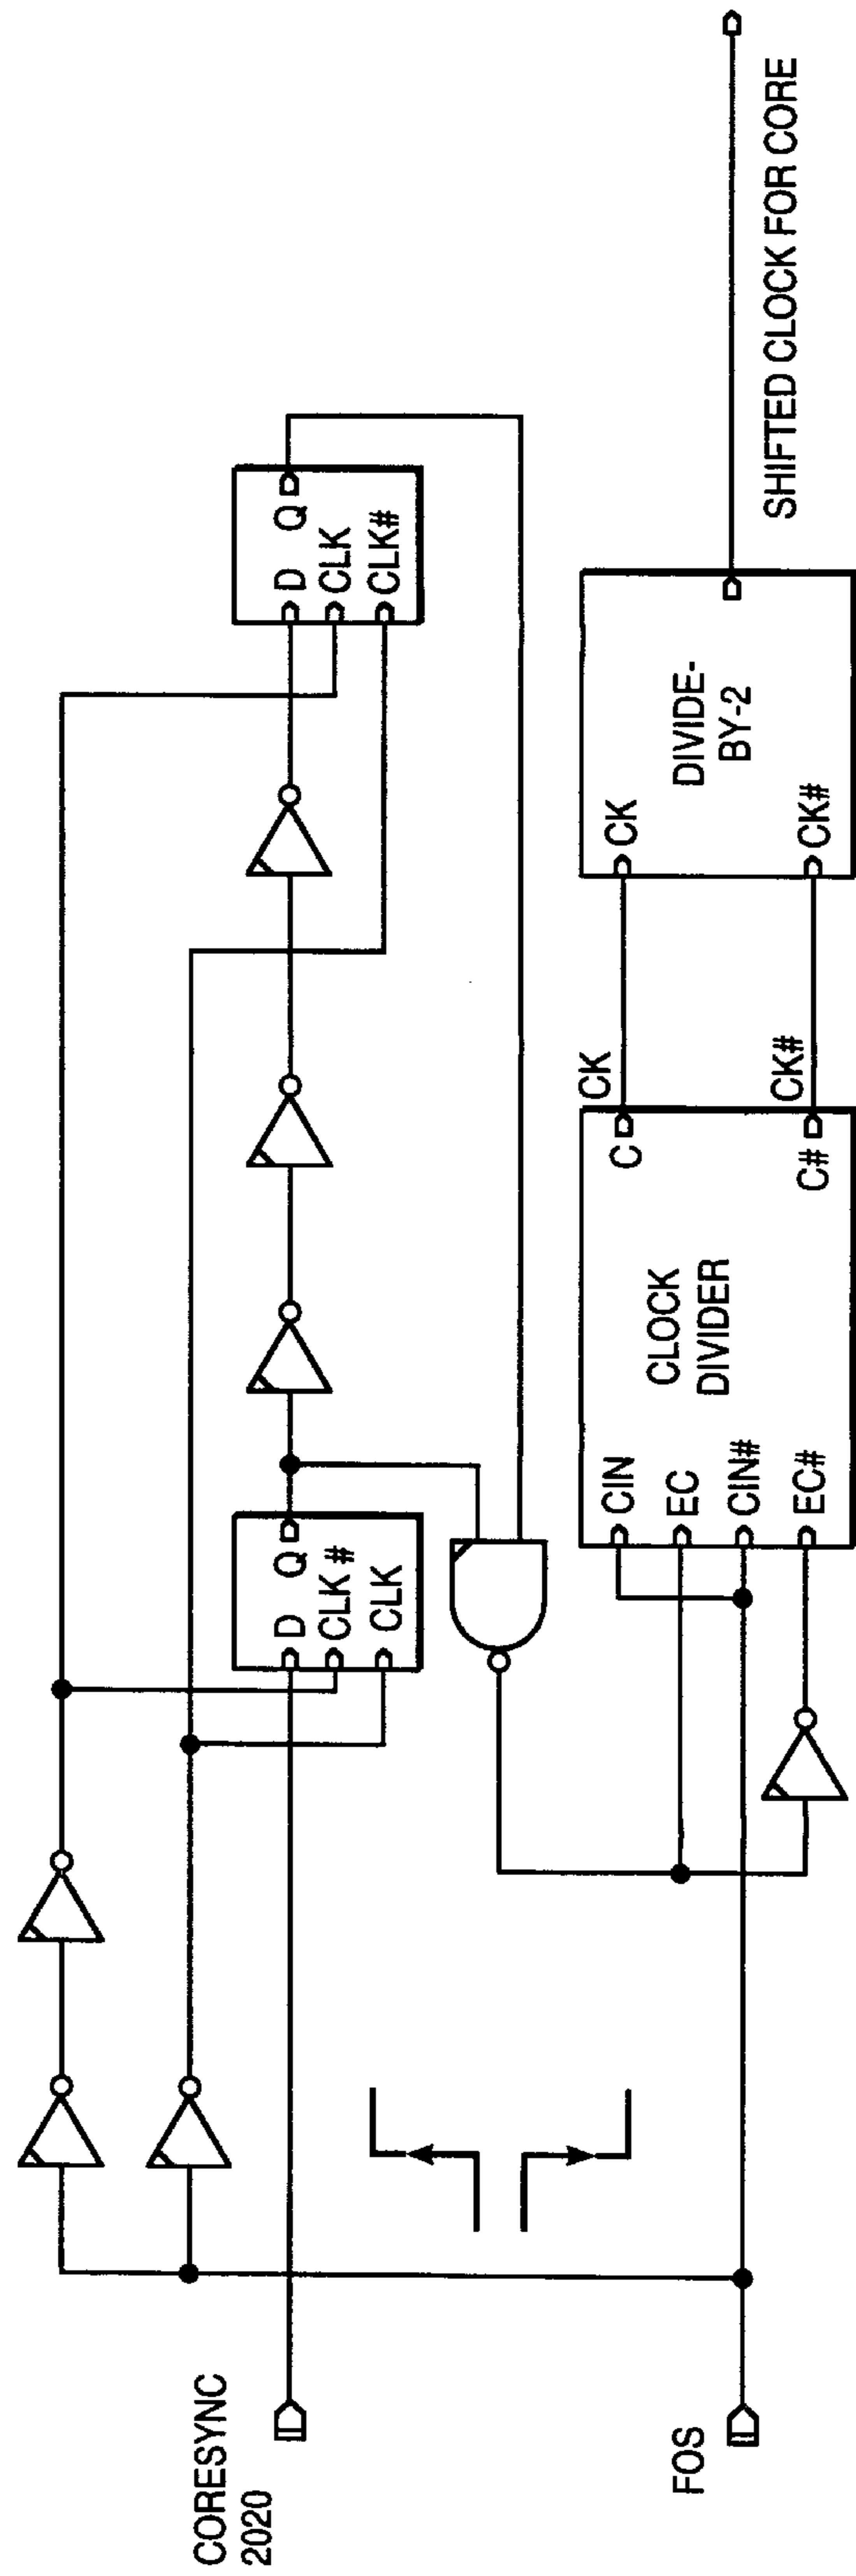 CORESYNC
2020
D Q
CLK #
CLK
D Q
CLK
CLK#
FOS
CIN
EC
CIN#
EC#
CLOCK
DIVIDER
C
C#
CK
CK#
CK
CK#
DIVIDE-
BY-2
SHIFTED CLOCK FOR CORE